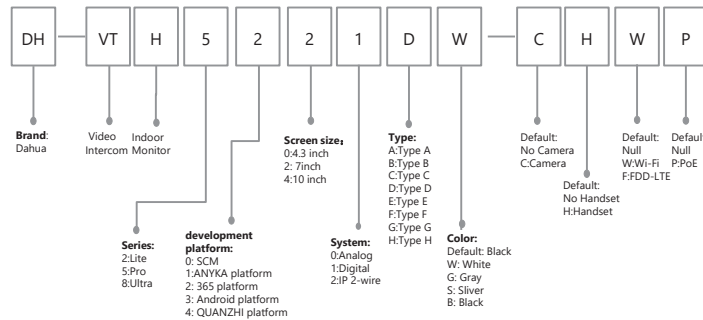 DH — VT H 5 2 2 1 D W — C H W P
Brand:
Dahua
Video
Intercom
Indoor
Monitor
Series:
2:Lite
5:Pro
8:Ultra
development
platform:
0: SCM
1:ANYKA platform
2: 365 platform
3: Android platform
4: QUANZHI platform
Screen size:
0:4.3 inch
2: 7inch
4:10 inch
System:
0:Analog
1:Digital
2:IP 2-wire
Type:
A:Type A
B:Type B
C:Type C
D:Type D
E:Type E
F:Type F
G:Type G
H:Type H
Color:
Default: Black
W: White
G: Gray
S: Sliver
B: Black
Default:
No Camera
C:Camera
Default:
No Handset
H:Handset
Default:
Null
W:Wi-Fi
F:FDD-LTE
Default
Null
P:PoE